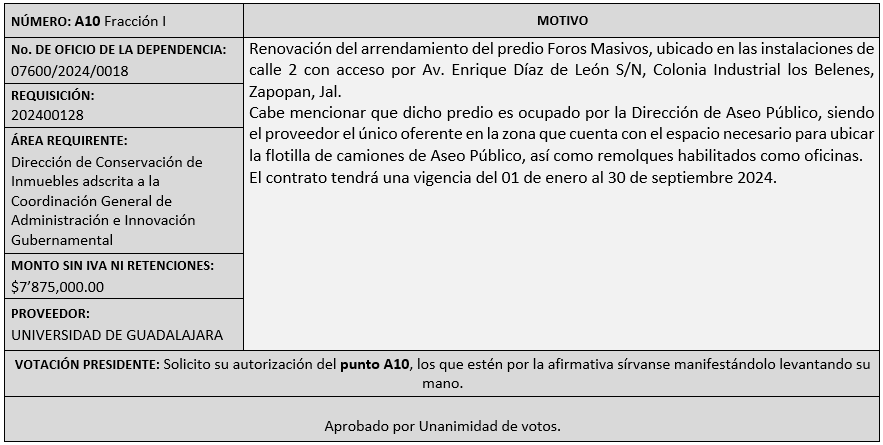 NÚMERO: A10 Fracción I
No. DE OFICIO DE LA DEPENDENCIA:
07600/2024/0018
REQUISICIÓN:
202400128
ÁREA REQUIRENTE:
Dirección de Conservación de
Inmuebles adscrita a la
Coordinación General de
Administración e Innovación
Gubernamental
MONTO SIN IVA NI RETENCIONES:
$7’875,000.00
PROVEEDOR:
UNIVERSIDAD DE GUADALAJARA
MOTIVO
Renovación del arrendamiento del predio Foros Masivos, ubicado en las instalaciones de
calle 2 con acceso por Av. Enrique Díaz de León S/N, Colonia Industrial los Belenes,
Zapopan, Jal.
Cabe mencionar que dicho predio es ocupado por la Dirección de Aseo Público, siendo
el proveedor el único oferente en la zona que cuenta con el espacio necesario para ubicar
la flotilla de camiones de Aseo Público, así como remolques habilitados como oficinas.
El contrato tendrá una vigencia del 01 de enero al 30 de septiembre 2024.
VOTACIÓN PRESIDENTE: Solicito su autorización del punto A10, los que estén por la afirmativa sírvanse manifestándolo levantando su
mano.
Aprobado por Unanimidad de votos.